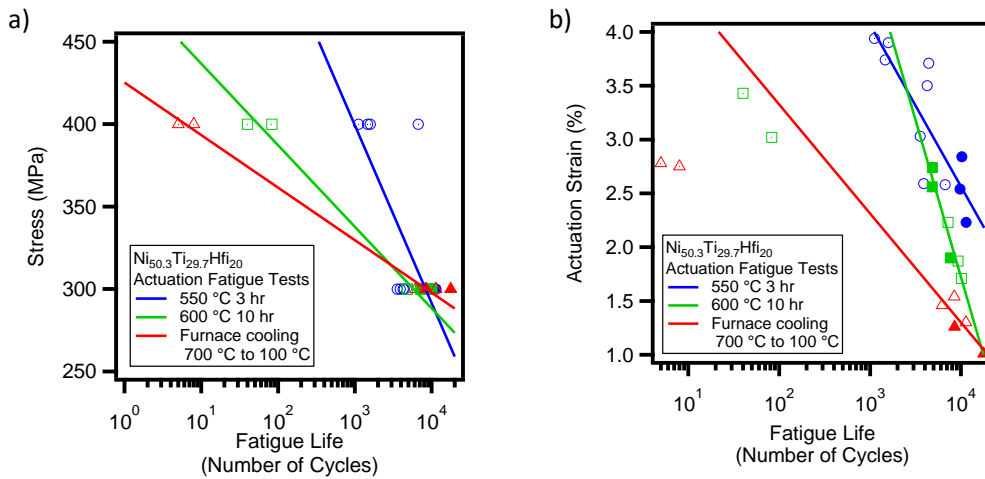 a)
450
400
350
300
250
Stress (MPa)
Ni50.3Ti29.7Hfi20
Actuation Fatigue Tests
550 °C 3 hr
600 °C 10 hr
Furnace cooling
700 °C to 100 °C
10^0 10^1 10^2 10^3 10^4
Fatigue Life
(Number of Cycles)
b)
4.0
3.5
3.0
2.5
2.0
1.5
1.0
Actuation Strain (%)
Ni50.3Ti29.7Hfi20
Actuation Fatigue Tests
550 °C 3 hr
600 °C 10 hr
Furnace cooling
700 °C to 100 °C
10^1 10^2 10^3 10^4
Fatigue Life
(Number of Cycles)